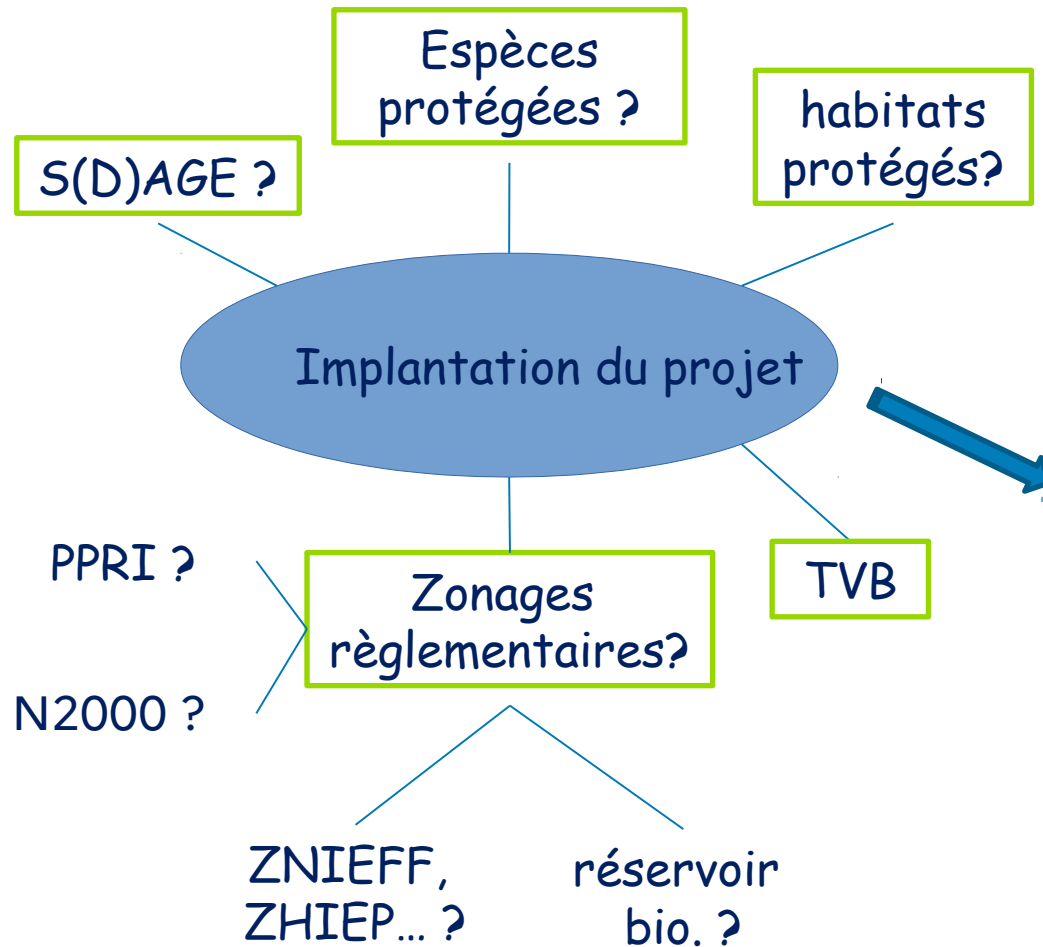 Espèces
protégées ?
habitats
protégés?
S(D)AGE ?
Implantation du projet
PPRI ?
Zonages
règlementaires?
TVB
N2000 ?
ZNIEFF,
ZHIEP... ?
réservoir
bio. ?